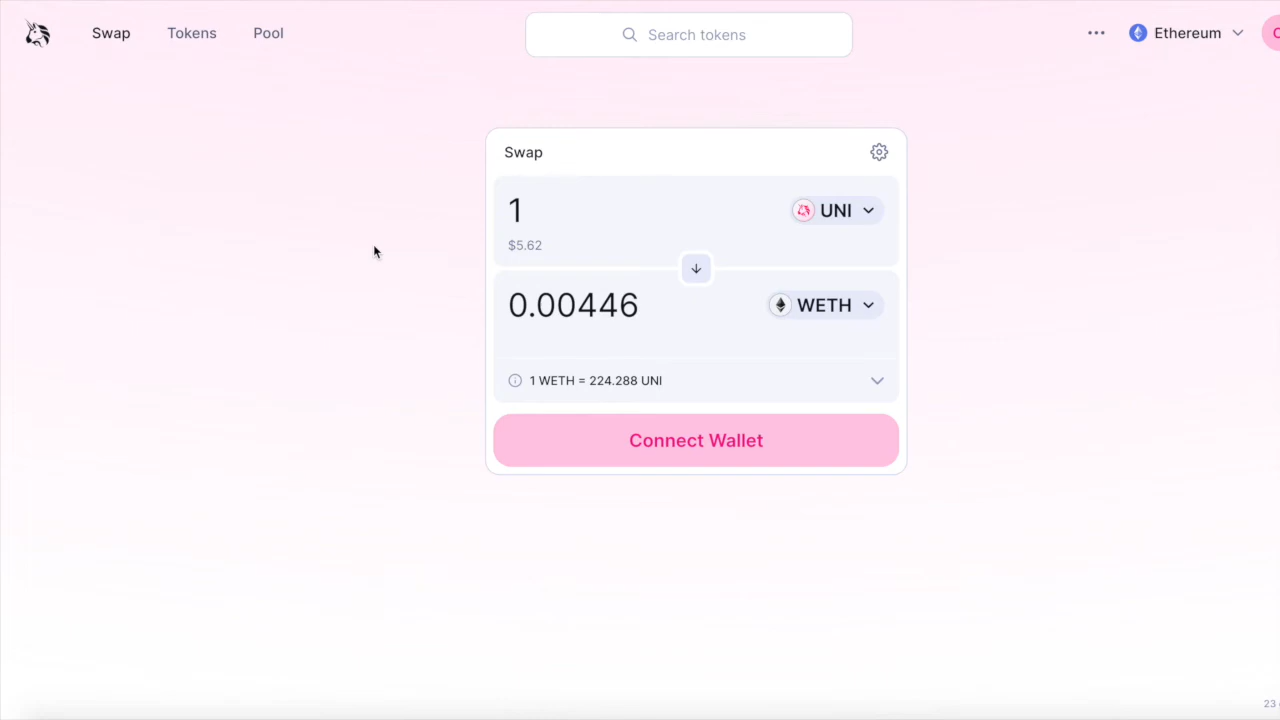 Swap
Tokens
Pool
Search tokens
Ethereum
Swap
1
UNI
$5.62
0.00446
WETH
1 WETH = 224.288 UNI
Connect Wallet
23